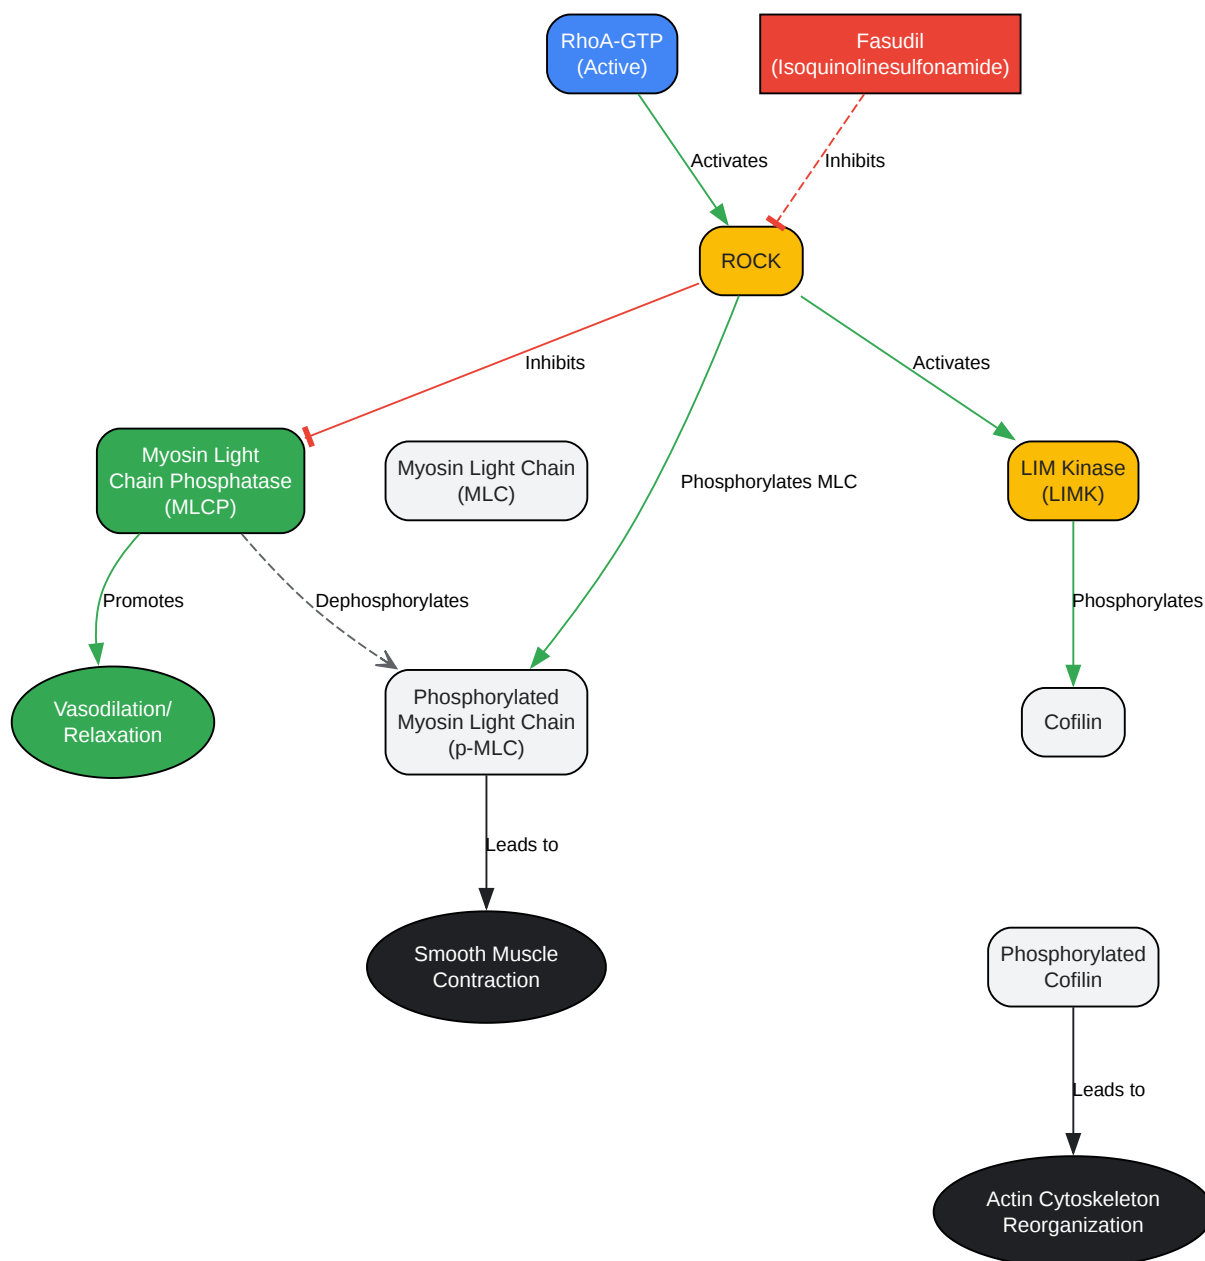 RhoA-GTP
(Active)
Fasudil
(Isoquinolinesulfonamide)
Activates
Inhibits
ROCK
Inhibits
Activates
Myosin Light
Chain Phosphatase
(MLCP)
Myosin Light Chain
(MLC)
Phosphorylates MLC
LIM Kinase
(LIMK)
Promotes
Dephosphorylates
Phosphorylates
Vasodilation/
Relaxation
Phosphorylated
Myosin Light Chain
(p-MLC)
Cofilin
Leads to
Smooth Muscle
Contraction
Phosphorylated
Cofilin
Leads to
Actin Cytoskeleton
Reorganization